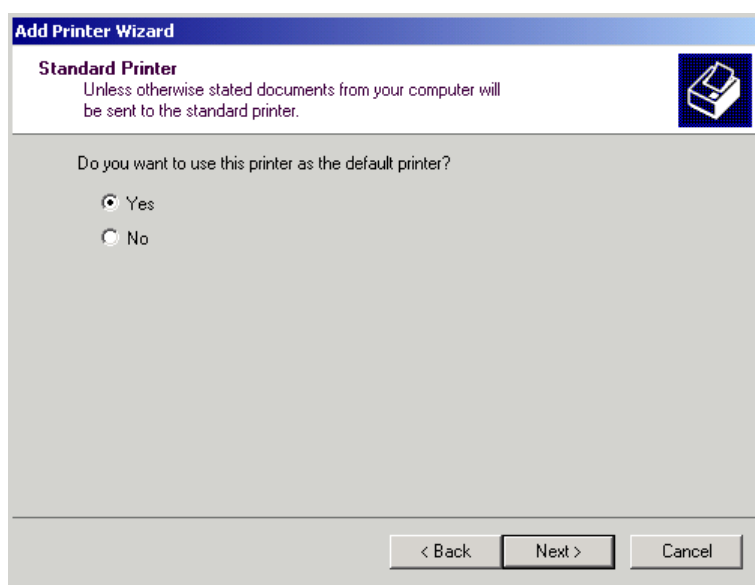 Add Printer Wizard
Standard Printer
Unless otherwise stated documents from your computer will
be sent to the standard printer.
Do you want to use this printer as the default printer?
Yes
No
< Back
Next >
Cancel